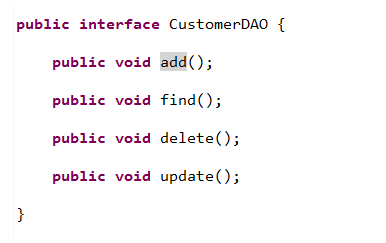 public interface CustomerDAO {
public void add();
public void find();
public void delete();
public void update();
}